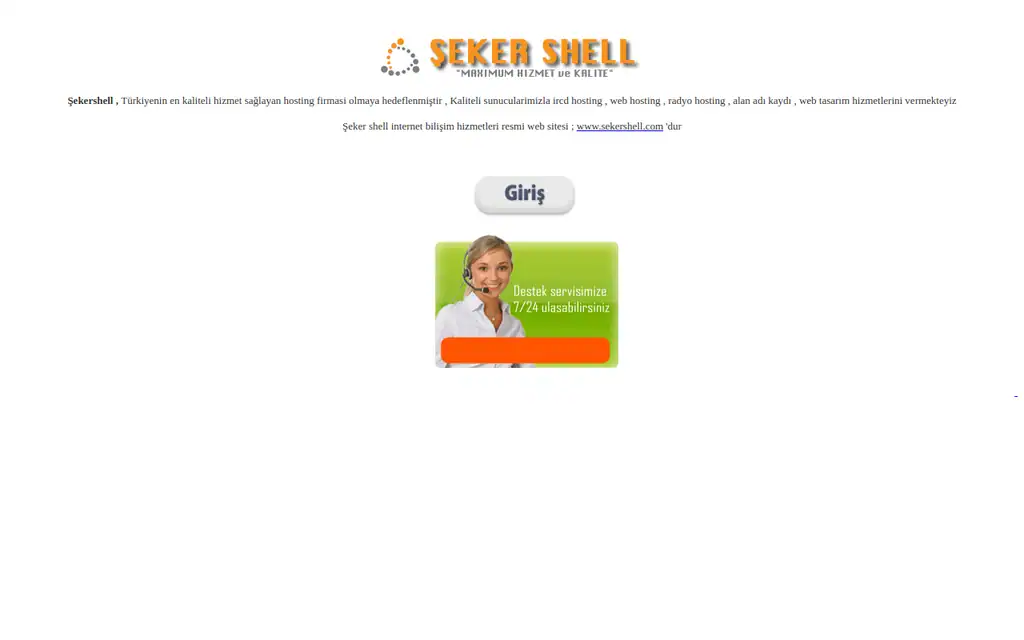 ŞEKER SHELL
"MAXIMUM HIZMET ve KALITE"
Şekershell , Türkiyenin en kaliteli hizmet sağlayan hosting firmasi olmaya hedeflenmiştir , Kaliteli sunucularimizla ircd hosting , web hosting , radyo hosting , alan adı kaydı , web tasarım hizmetlerini vermekteyiz
Şeker shell internet bilişim hizmetleri resmi web sitesi ; www.sekershell.com 'dur
Giriş
Destek servisimize
7/24 ulasabilirsiniz